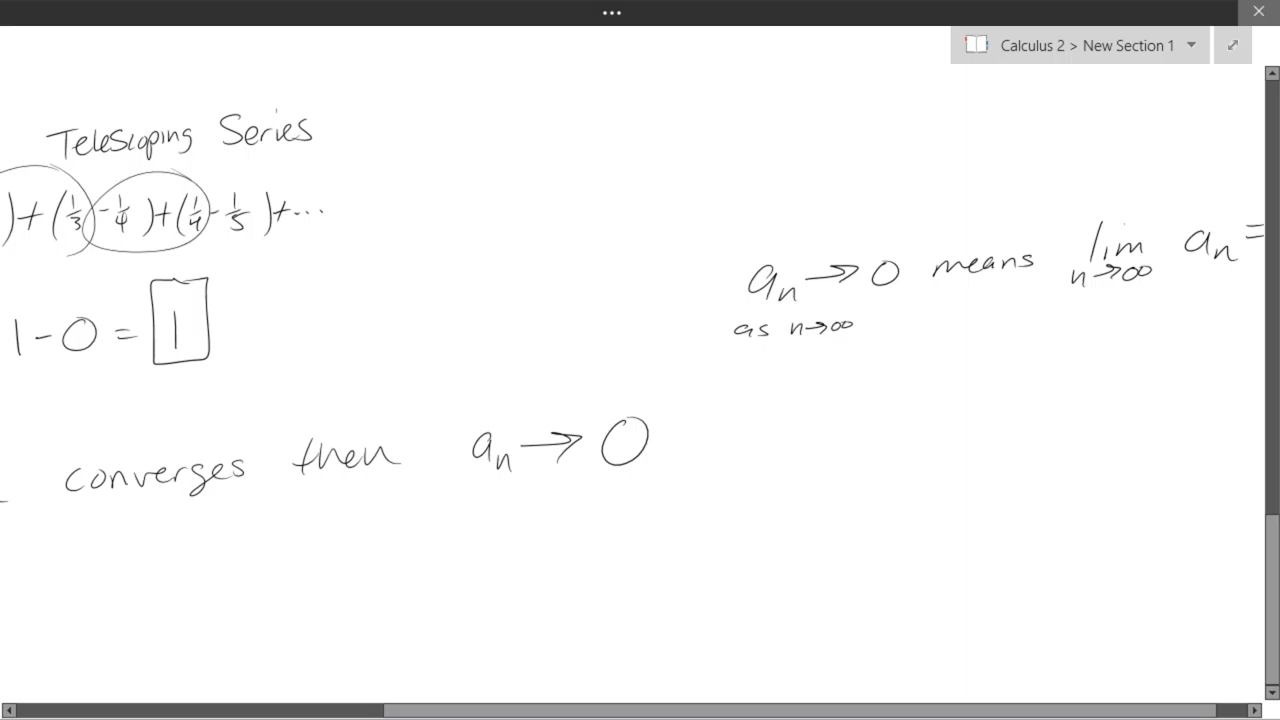 Calculus 2 > New Section 1
Telescoping Series
)+(1/3-1/4)+(1/4-1/5)+...
1-0=1
aₙ→0 means lim n→∞ aₙ=
as n→∞
converges then aₙ→0